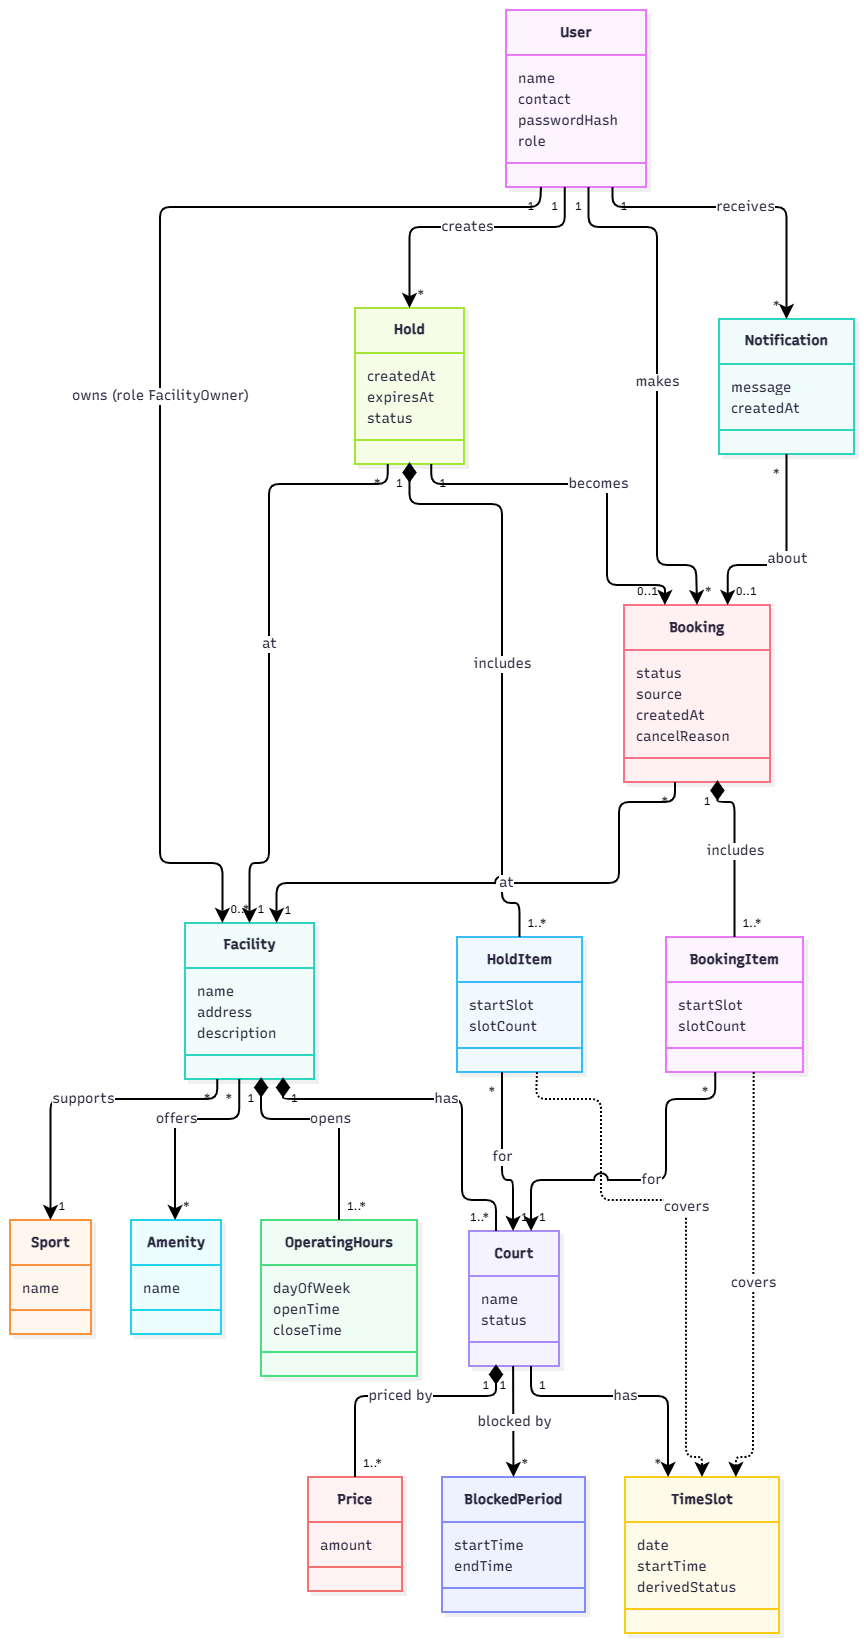 User
name
contact
passwordHash
role
1 1 1 1
receives
creates
*
*
Hold
createdAt
expiresAt
status
Notification
message
createdAt
makes
owns (role FacilityOwner)
* 1 1
becomes
*
about
0..1 * 0..1
Booking
status
source
createdAt
cancelReason
at
includes
* 1
includes
at
0..* 1 1
1..* 1..*
Facility
name
address
description
HoldItem
startSlot
slotCount
BookingItem
startSlot
slotCount
* * 1 1
* *
supports
offers
opens
has
for
for
covers
covers
1 * 1..* 1..* 1 1
Sport
name
Amenity
name
OperatingHours
dayOfWeek
openTime
closeTime
Court
name
status
1 1 1
priced by
blocked by
has
1..* * *
Price
amount
BlockedPeriod
startTime
endTime
TimeSlot
date
startTime
derivedStatus